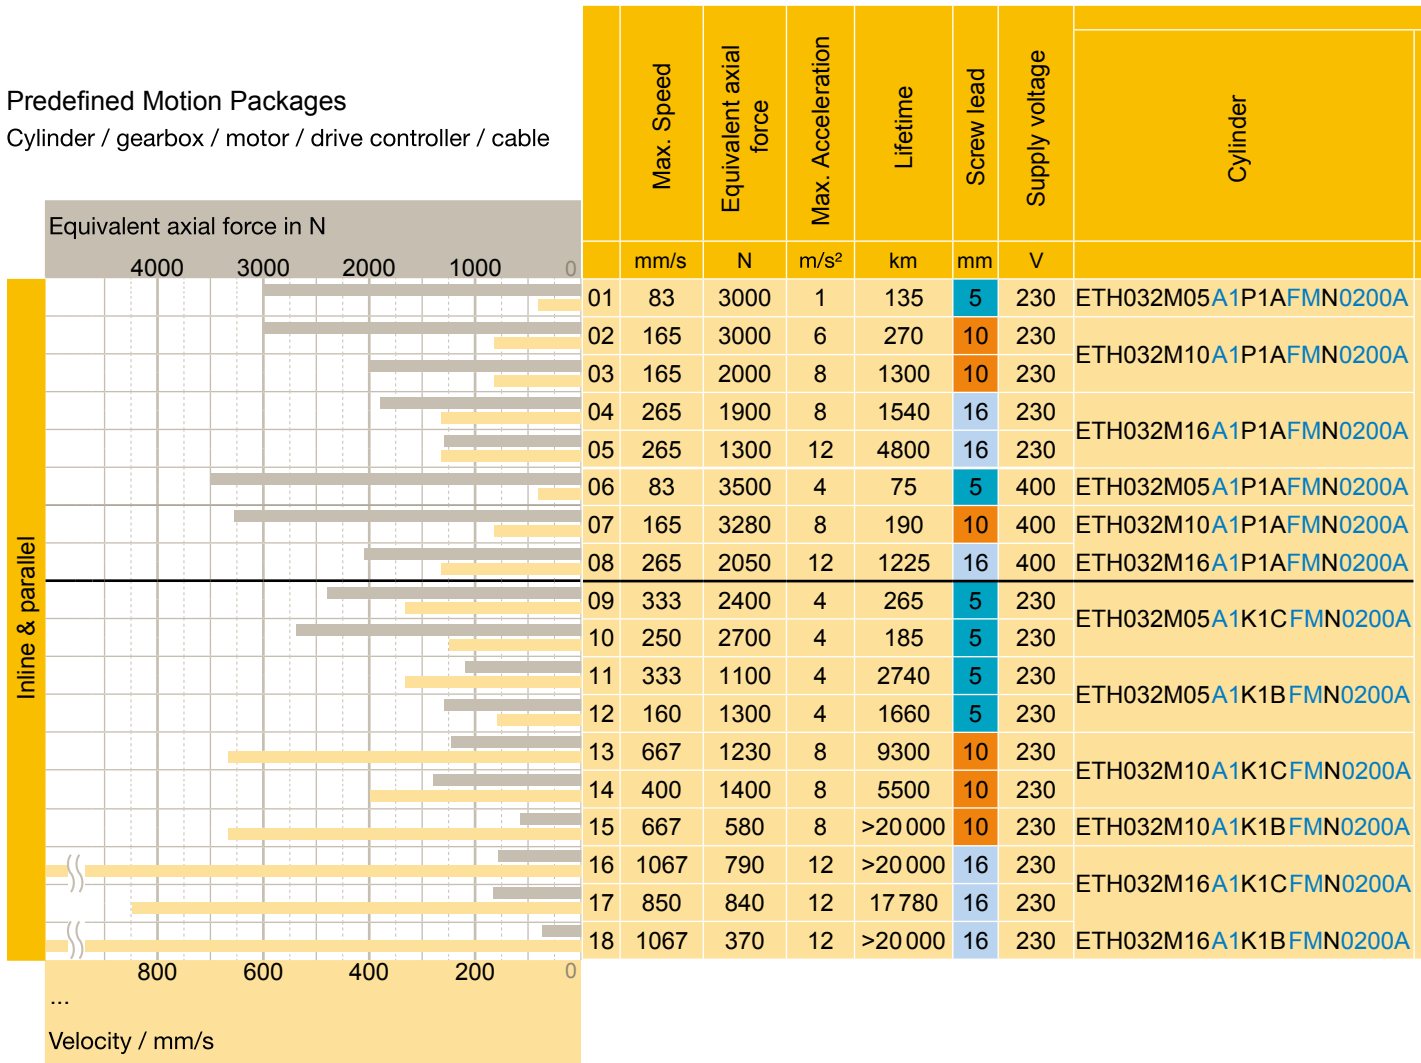 Predefined Motion Packages
Cylinder / gearbox / motor / drive controller / cable
Max. Speed
Equivalent axial
force
Max. Acceleration
Lifetime
Screw lead
Supply voltage
Cylinder
Equivalent axial force in N
4000 3000 2000 1000 0
mm/s N m/s² km mm V
Inline & parallel
01 83 3000 1 135 5 230 ETH032M05A1P1AFMN0200A
02 165 3000 6 270 10 230
ETH032M10A1P1AFMN0200A
03 165 2000 8 1300 10 230
04 265 1900 8 1540 16 230
ETH032M16A1P1AFMN0200A
05 265 1300 12 4800 16 230
06 83 3500 4 75 5 400 ETH032M05A1P1AFMN0200A
07 165 3280 8 190 10 400 ETH032M10A1P1AFMN0200A
08 265 2050 12 1225 16 400 ETH032M16A1P1AFMN0200A
09 333 2400 4 265 5 230
ETH032M05A1K1CFMN0200A
10 250 2700 4 185 5 230
11 333 1100 4 2740 5 230
ETH032M05A1K1BFMN0200A
12 160 1300 4 1660 5 230
13 667 1230 8 9300 10 230
ETH032M10A1K1CFMN0200A
14 400 1400 8 5500 10 230
15 667 580 8 >20 000 10 230 ETH032M10A1K1BFMN0200A
16 1067 790 12 >20 000 16 230
ETH032M16A1K1CFMN0200A
17 850 840 12 17 780 16 230
18 1067 370 12 >20 000 16 230 ETH032M16A1K1BFMN0200A
800 600 400 200 0
...
Velocity / mm/s